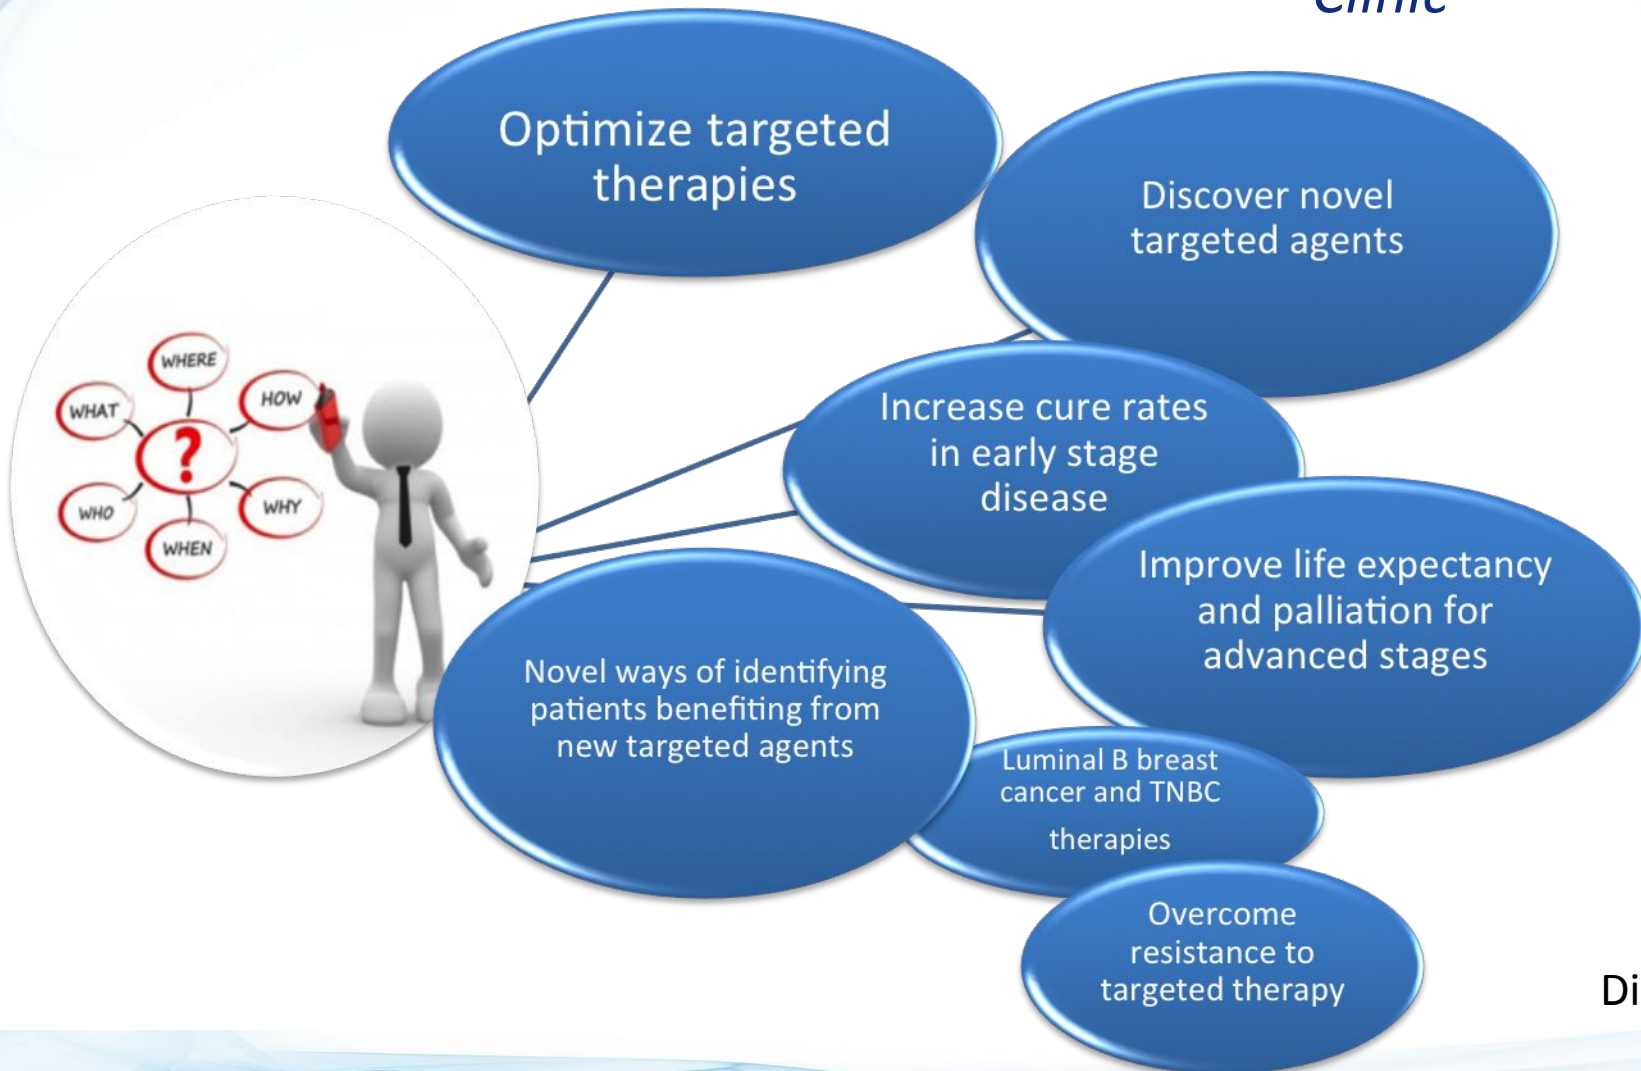 Clinic
Optimize targeted
therapies
Discover novel
targeted agents
WHERE
HOW
WHAT
?
WHO
WHY
WHEN
Increase cure rates
in early stage
disease
Improve life expectancy
and palliation for
advanced stages
Novel ways of identifying
patients benefiting from
new targeted agents
Luminal B breast
cancer and TNBC
therapies
Overcome
resistance to
targeted therapy
Di